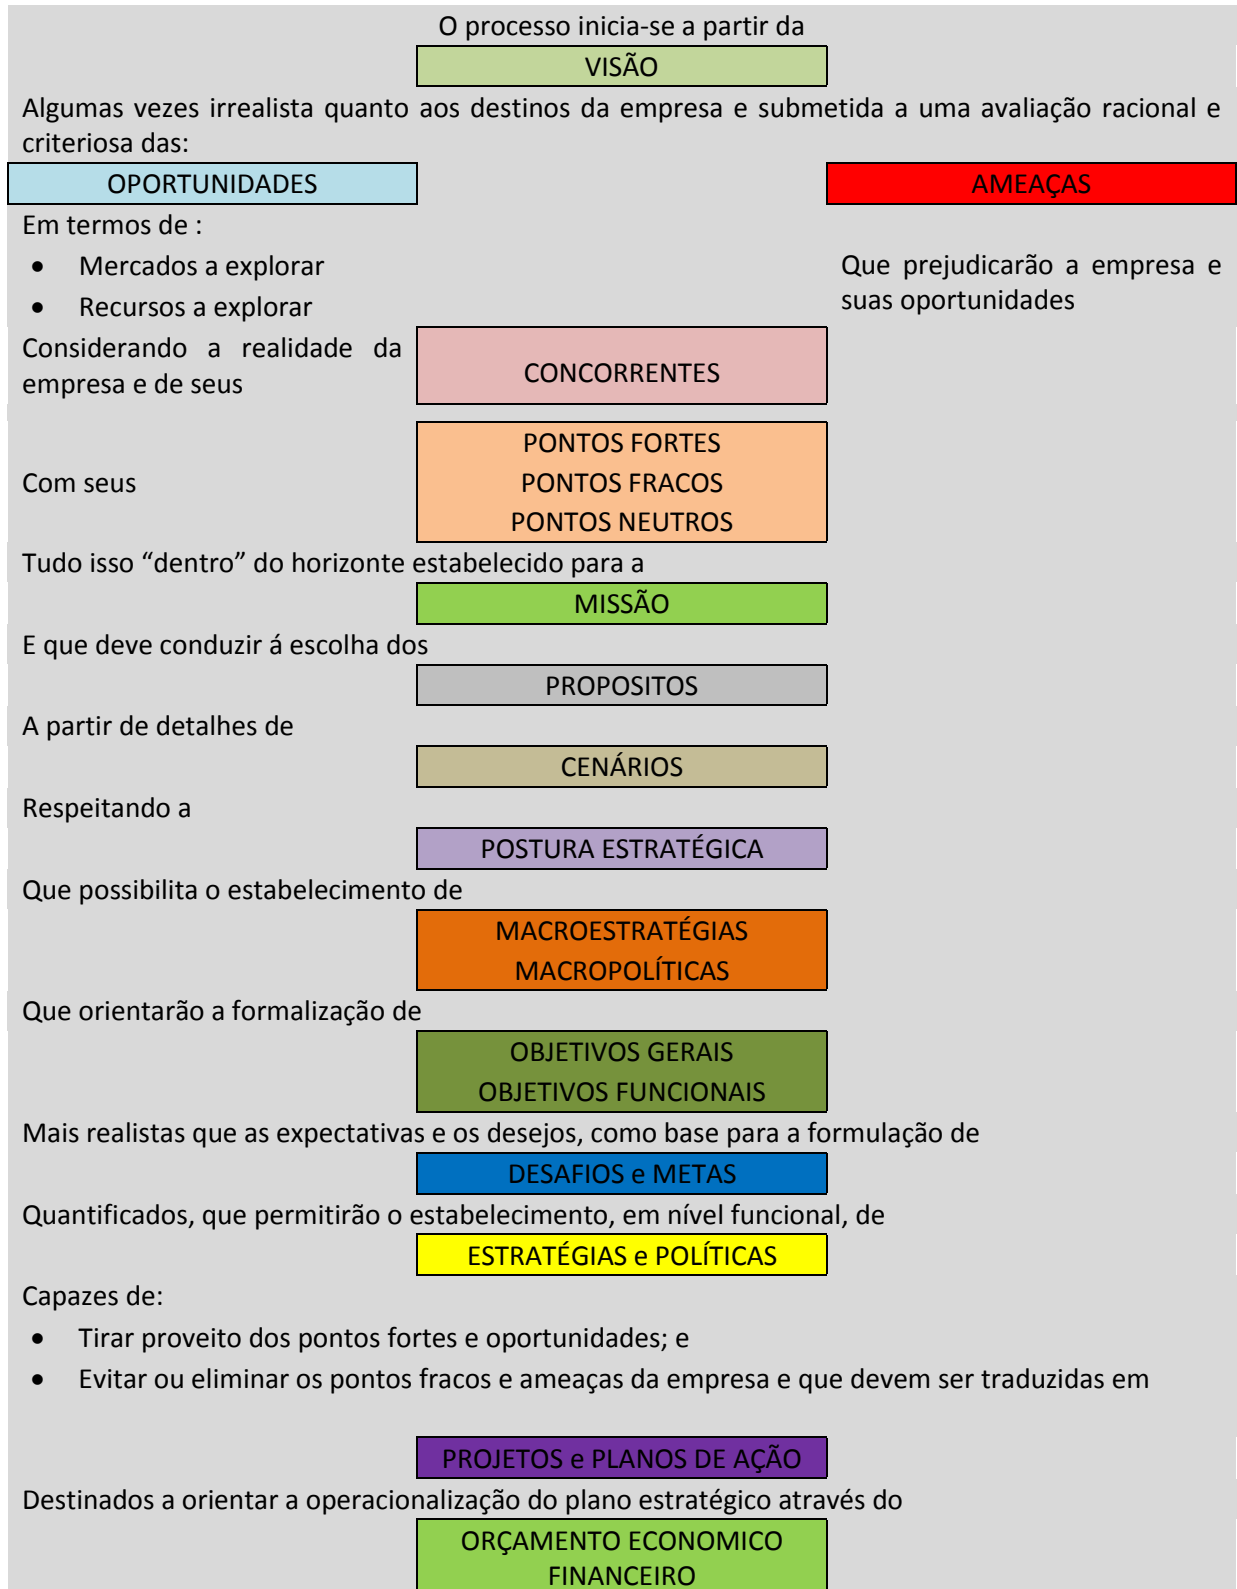 O processo inicia-se a partir da
VISÃO
Algumas vezes irrealista quanto aos destinos da empresa e submetida a uma avaliação racional e
criteriosa das:
OPORTUNIDADES
AMEAÇAS
Em termos de :
• Mercados a explorar
• Recursos a explorar
Que prejudicarão a empresa e
suas oportunidades
Considerando a realidade da
empresa e de seus
CONCORRENTES
Com seus
PONTOS FORTES
PONTOS FRACOS
PONTOS NEUTROS
Tudo isso “dentro” do horizonte estabelecido para a
MISSÃO
E que deve conduzir á escolha dos
PROPOSITOS
A partir de detalhes de
CENÁRIOS
Respeitando a
POSTURA ESTRATÉGICA
Que possibilita o estabelecimento de
MACROESTRATÉGIAS
MACROPOLÍTICAS
Que orientarão a formalização de
OBJETIVOS GERAIS
OBJETIVOS FUNCIONAIS
Mais realistas que as expectativas e os desejos, como base para a formulação de
DESAFIOS e METAS
Quantificados, que permitirão o estabelecimento, em nível funcional, de
ESTRATÉGIAS e POLÍTICAS
Capazes de:
• Tirar proveito dos pontos fortes e oportunidades; e
• Evitar ou eliminar os pontos fracos e ameaças da empresa e que devem ser traduzidas em
PROJETOS e PLANOS DE AÇÃO
Destinados a orientar a operacionalização do plano estratégico através do
ORÇAMENTO ECONOMICO
FINANCEIRO